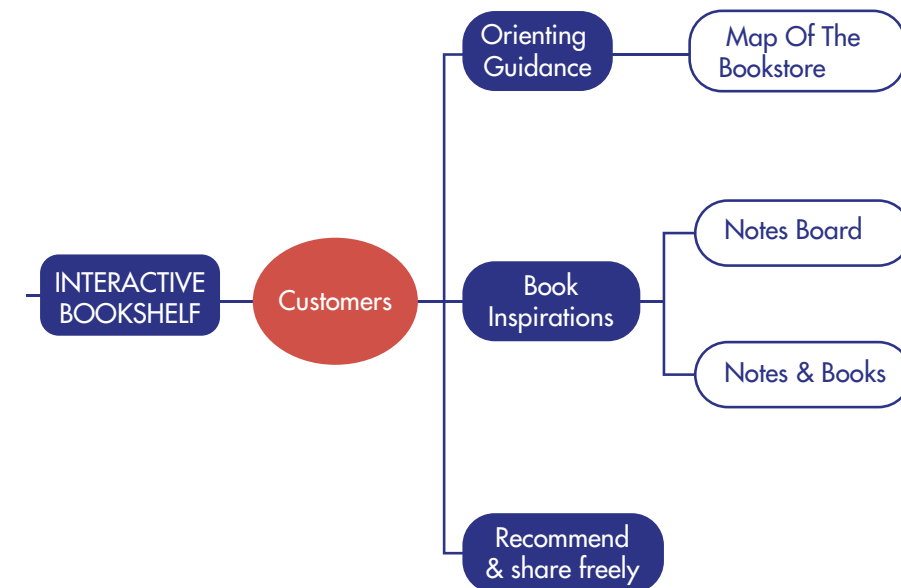 Orienting
Guidance
Map Of The
Bookstore
INTERACTIVE
BOOKSHELF
Customers
Book
Inspirations
Notes Board
Notes & Books
Recommend
& share freely